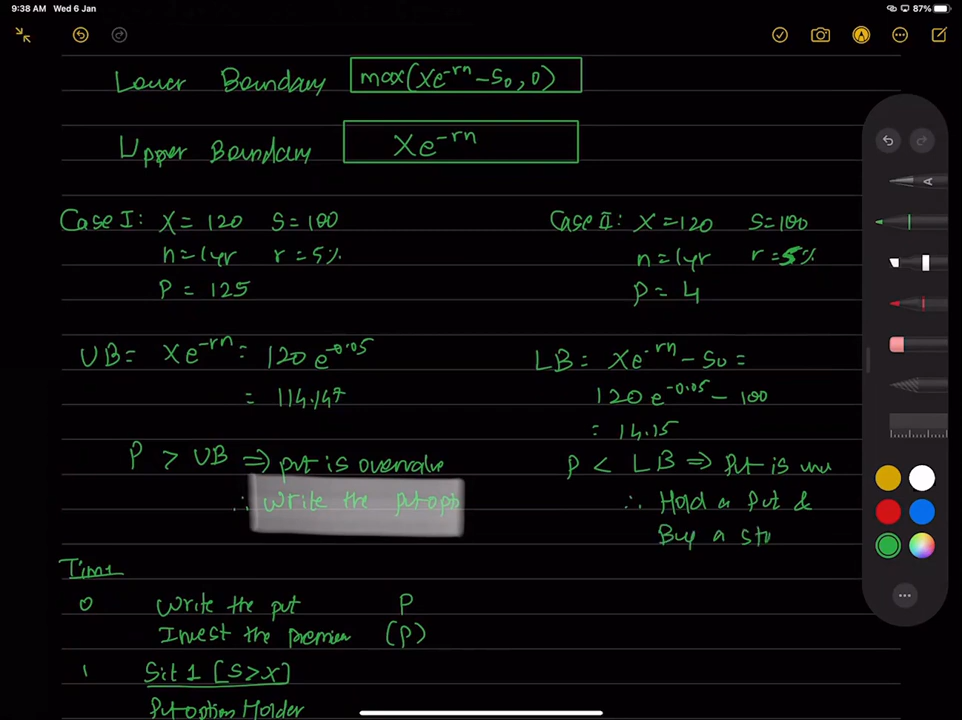 9:38 AM Wed 6 Jan
87%
Lower Boundary max(Xe^-rn - S0, 0)
Upper Boundary Xe^-rn
Case I: X = 120 S = 100
n = 1yr r = 5%
P = 125
UB = Xe^-rn = 120 e^-0.05
= 114.147
P > UB ⇒ put is overvalue
∴ Write the put opti
Case II: X = 120 S = 100
n = 1yr r = 5%
P = 4
LB = Xe^-rn - S0 =
120 e^-0.05 - 100
= 14.15
P < LB ⇒ Put is
∴ Hold a Put &
Buy a sto
Time
0 Write the put P
Invest the premium (P)
1 Sit 1 [S>X]
Put option Holder
A